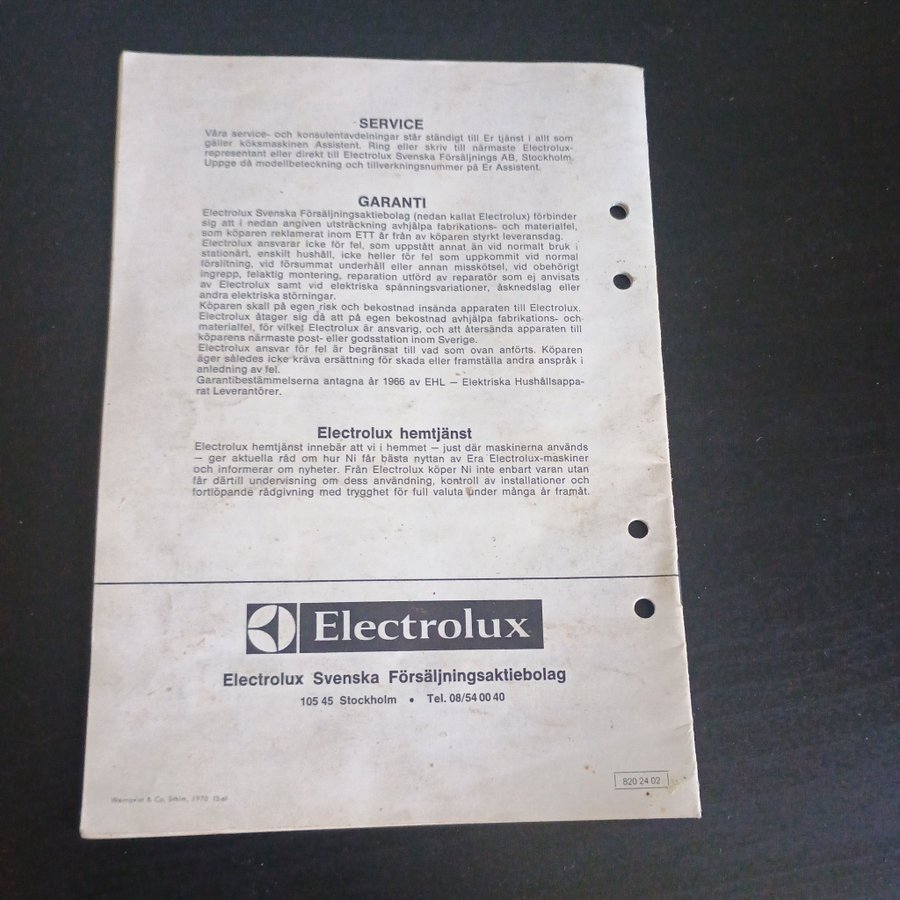 SERVICE
Våra service- och konsulentavdelningar står ständigt till Er tjänst i allt som
gäller köksmaskinen Assistent. Ring eller skriv till närmaste Electrolux-
representant eller direkt till Electrolux Svenska Försäljnings AB, Stockholm.
Uppge då modellbeteckning och tillverkningsnummer på Er Assistent.
GARANTI
Electrolux Svenska Försäljningsaktiebolag (nedan kallat Electrolux) förbinder
sig att i nedan angiven utsträckning avhjälpa fabrikations- och materialfel,
som köparen reklamerat inom ETT år från av köparen styrkt leveransdag.
Electrolux ansvarar icke för fel, som uppstått annat än vid normalt bruk i
stationärt, enskilt hushåll, icke heller för fel som uppkommit vid normal
förslitning, vid försummat underhåll eller annan misskötsel, vid obehörigt
ingrepp, felaktig montering, reparation utförd av reparatör som ej anvisats
av Electrolux samt vid elektriska spänningsvariationer, åsknedslag eller
andra elektriska störningar.
Köparen skall på egen risk och bekostnad insända apparaten till Electrolux.
Electrolux åtager sig då att på egen bekostnad avhjälpa fabrikations- och
materialfel, för vilket Electrolux är ansvarig, och att återsända apparaten till
köparens närmaste post- eller godsstation inom Sverige.
Electrolux ansvar för fel är begränsat till vad som ovan anförts. Köparen
äger således icke kräva ersättning för skada eller framställa andra anspråk i
anledning av fel.
Garantibestämmelserna antagna år 1966 av EHL — Elektriska Hushållsappa-
rat Leverantörer.
Electrolux hemtjänst
Electrolux hemtjänst innebär att vi i hemmet — just där maskinerna används
— ger aktuella råd om hur Ni får bästa nyttan av Era Electrolux-maskiner
och informerar om nyheter. Från Electrolux köper Ni inte enbart varan utan
får därtill undervisning om dess användning, kontroll av installationer och
fortlöpande rådgivning med trygghet för full valuta under många år framåt.
Electrolux
Electrolux Svenska Försäljningsaktiebolag
105 45 Stockholm • Tel. 08/54 00 40
820 24 02
& Co, Sthlm, 1970